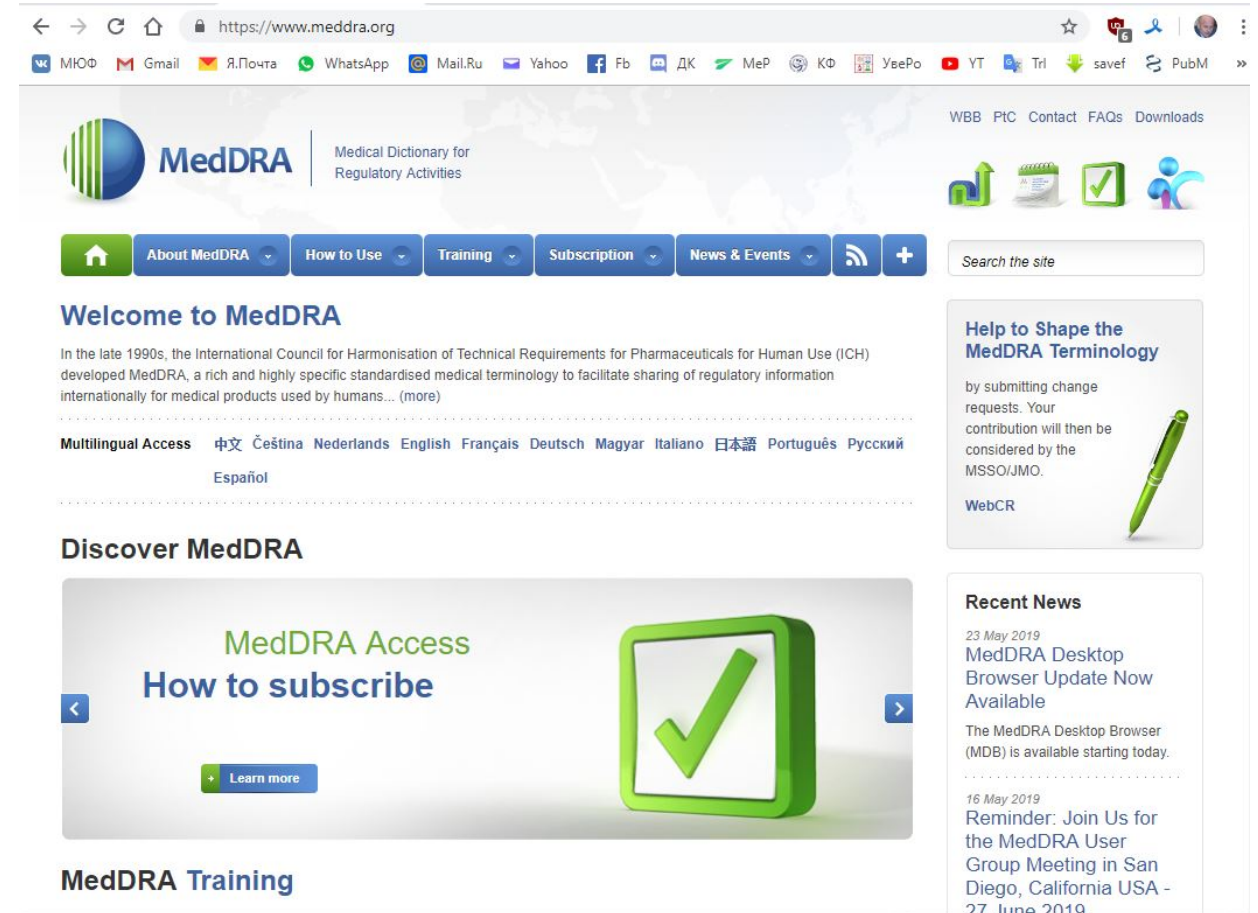 https://www.meddra.org
6
МЮФ Gmail Я.Почта WhatsApp Mail.Ru Yahoo Fb ДК МеР КФ УвеРо YT Trl savef PubM »
WBB PtC Contact FAQs Downloads
MedDRA
Medical Dictionary for
Regulatory Activities
About MedDRA How to Use Training Subscription News & Events
Search the site
Welcome to MedDRA
In the late 1990s, the International Council for Harmonisation of Technical Requirements for Pharmaceuticals for Human Use (ICH)
developed MedDRA, a rich and highly specific standardised medical terminology to facilitate sharing of regulatory information
internationally for medical products used by humans... (more)
Multilingual Access 中文 Čeština Nederlands English Français Deutsch Magyar Italiano 日本語 Português Русский
Español
Help to Shape the
MedDRA Terminology
by submitting change
requests. Your
contribution will then be
considered by the
MSSO/JMO.
WebCR
Discover MedDRA
MedDRA Access
How to subscribe
Learn more
Recent News
23 May 2019
MedDRA Desktop
Browser Update Now
Available
The MedDRA Desktop Browser
(MDB) is available starting today.
16 May 2019
Reminder: Join Us for
the MedDRA User
Group Meeting in San
Diego, California USA -
27 June 2019
MedDRA Training